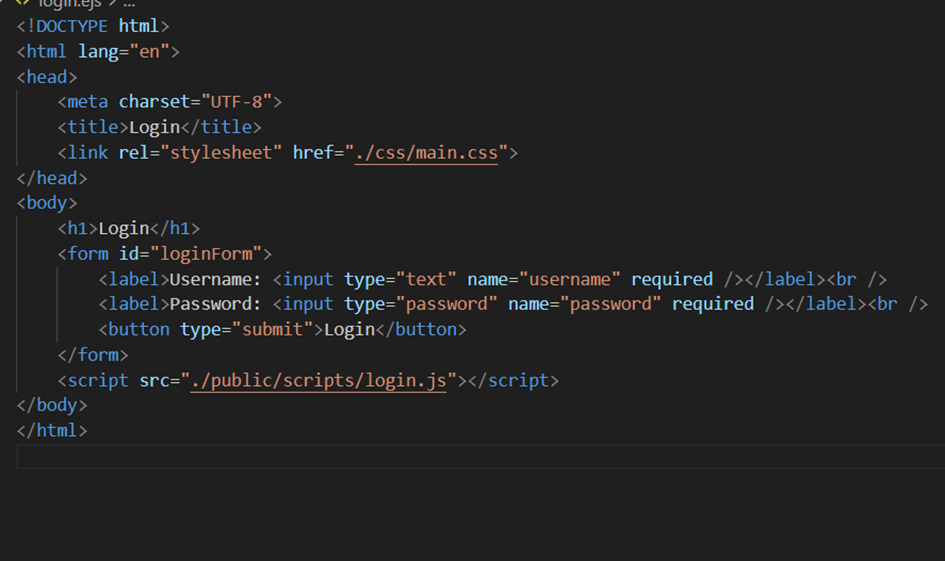 login.ejs > ...
<!DOCTYPE html>
<html lang="en">
<head>
    <meta charset="UTF-8">
    <title>Login</title>
    <link rel="stylesheet" href="./css/main.css">
</head>
<body>
    <h1>Login</h1>
    <form id="loginForm">
        <label>Username: <input type="text" name="username" required /></label><br />
        <label>Password: <input type="password" name="password" required /></label><br />
        <button type="submit">Login</button>
    </form>
    <script src="./public/scripts/login.js"></script>
</body>
</html>